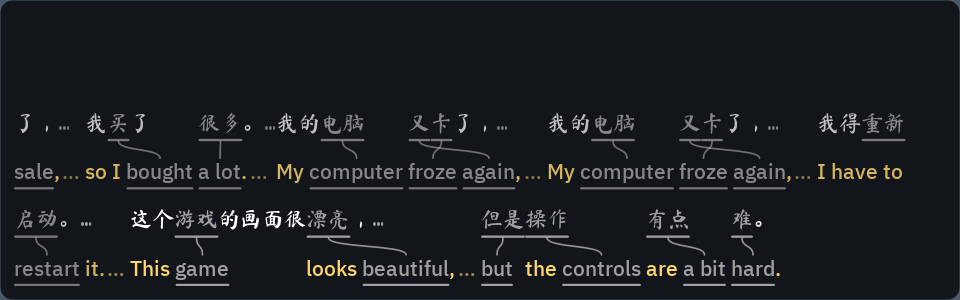 了，… 我买了 很多。…我的电脑 又卡了，… 我的电脑 又卡了，… 我得重新
sale,... so I bought a lot.... My computer froze again,... My computer froze again,... I have to
启动。… 这个游戏的画面很漂亮，… 但是操作 有点 难。
restart it.... This game looks beautiful,... but the controls are a bit hard.